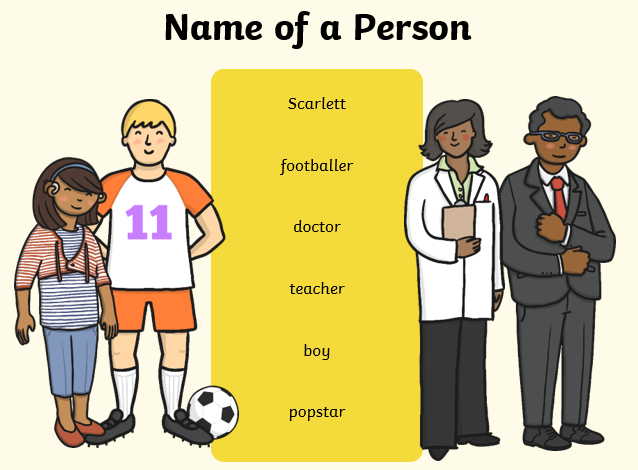 Name of a Person
Scarlett
footballer
doctor
teacher
boy
popstar
11